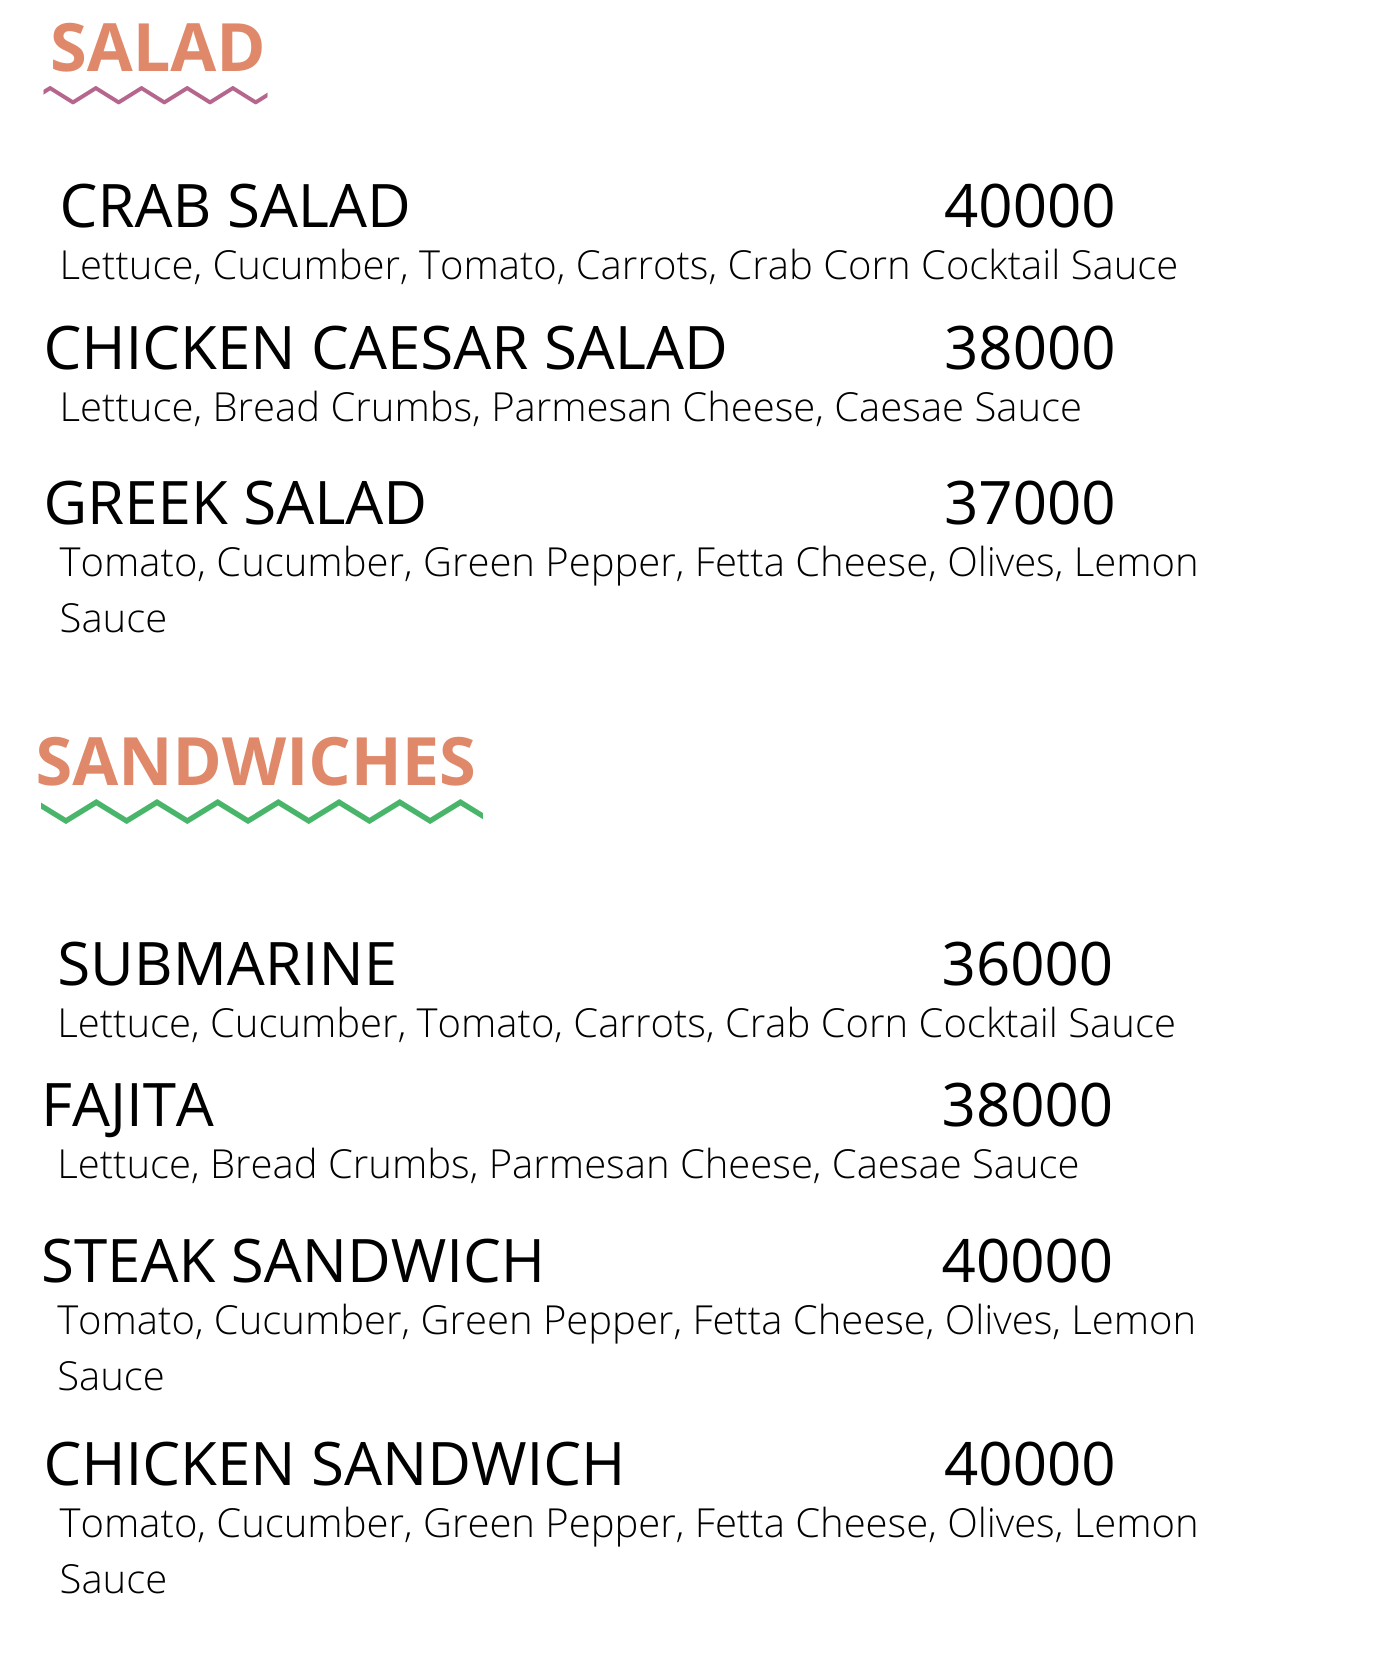 SALAD
CRAB SALAD 40000
Lettuce, Cucumber, Tomato, Carrots, Crab Corn Cocktail Sauce
CHICKEN CAESAR SALAD 38000
Lettuce, Bread Crumbs, Parmesan Cheese, Caesae Sauce
GREEK SALAD 37000
Tomato, Cucumber, Green Pepper, Fetta Cheese, Olives, Lemon
Sauce
SANDWICHES
SUBMARINE 36000
Lettuce, Cucumber, Tomato, Carrots, Crab Corn Cocktail Sauce
FAJITA 38000
Lettuce, Bread Crumbs, Parmesan Cheese, Caesae Sauce
STEAK SANDWICH 40000
Tomato, Cucumber, Green Pepper, Fetta Cheese, Olives, Lemon
Sauce
CHICKEN SANDWICH 40000
Tomato, Cucumber, Green Pepper, Fetta Cheese, Olives, Lemon
Sauce